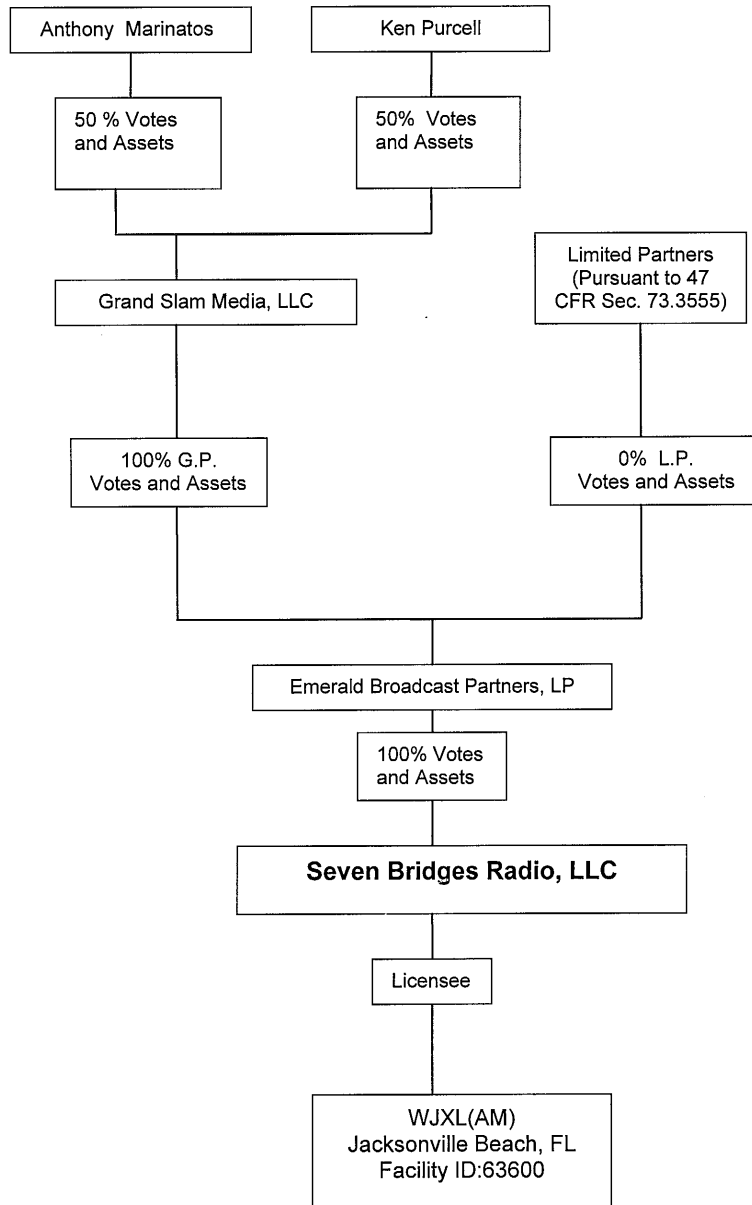 Anthony Marinatos
Ken Purcell
50 % Votes
and Assets
50% Votes
and Assets
Limited Partners
(Pursuant to 47
CFR Sec. 73.3555)
Grand Slam Media, LLC
100% G.P.
Votes and Assets
0% L.P.
Votes and Assets
Emerald Broadcast Partners, LP
100% Votes
and Assets
Seven Bridges Radio, LLC
Licensee
WJXL(AM)
Jacksonville Beach, FL
Facility ID:63600